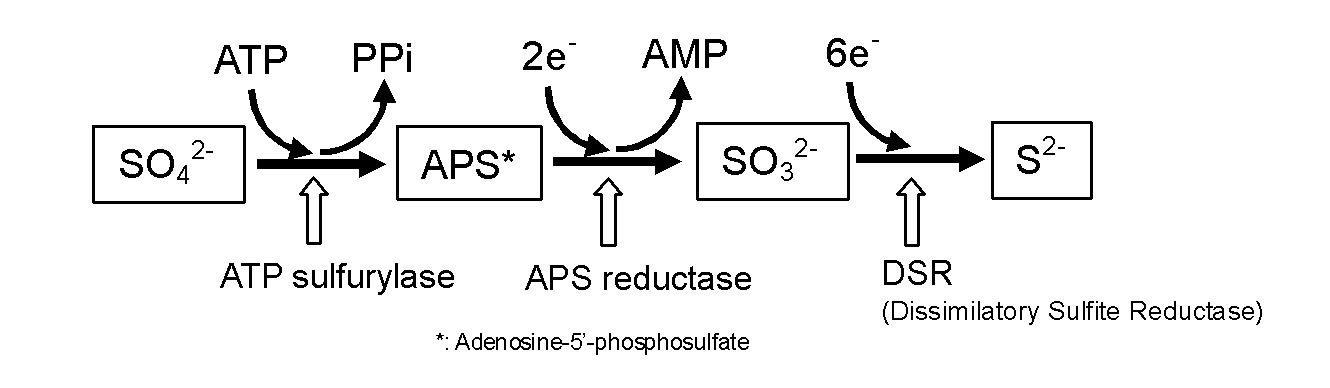 ATP PPi 2e⁻ AMP 6e⁻
SO₄²⁻ APS* SO₃²⁻ S²⁻
ATP sulfurylase APS reductase DSR
(Dissimilatory Sulfite Reductase)
*: Adenosine-5’-phosphosulfate